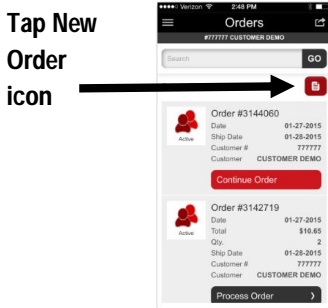 Tap New
Order
icon
Verizon 2:48 PM
Orders
#777777 CUSTOMER DEMO
Search GO
Order #3144060
Date 01-27-2015
Ship Date 01-28-2015
Customer # 777777
Customer CUSTOMER DEMO
Active
Continue Order
Order #3142719
Date 01-27-2015
Total $10.65
Active
Qty. 2
Ship Date 01-28-2015
Customer # 777777
Customer CUSTOMER DEMO
Process Order